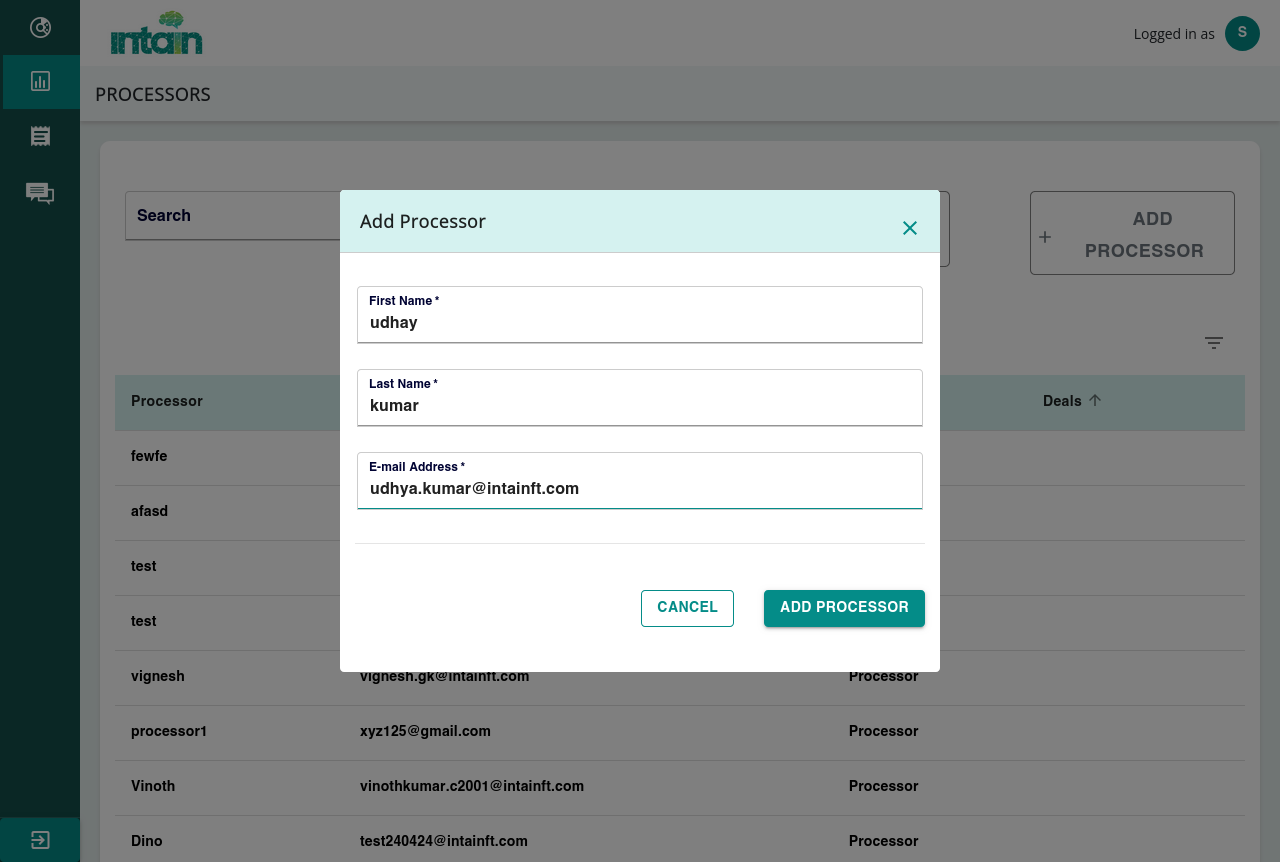 intain
Logged in as S
PROCESSORS
Search
ADD
PROCESSOR
Add Processor
First Name *
udhay
Last Name *
kumar
E-mail Address *
udhya.kumar@intainft.com
CANCEL ADD PROCESSOR
Processor Deals
fewfe
afasd
test
test
vignesh vignesh.gk@intainft.com Processor
processor1 xyz125@gmail.com Processor
Vinoth vinothkumar.c2001@intainft.com Processor
Dino test240424@intainft.com Processor